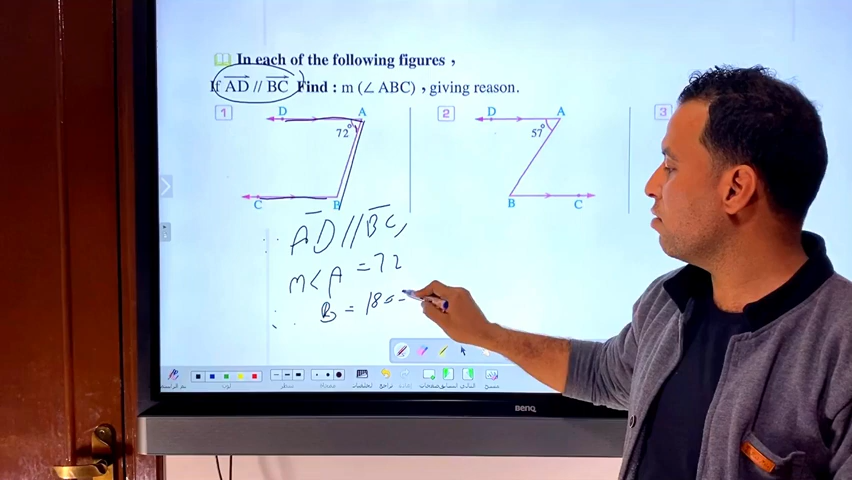 In each of the following figures ,
If AD // BC Find : m (∠ ABC) , giving reason.
1
D A
72°
C B
2
D A
57°
B C
3
∴ AD // BC,
m< A = 72
∴ B = 180-
BENQ